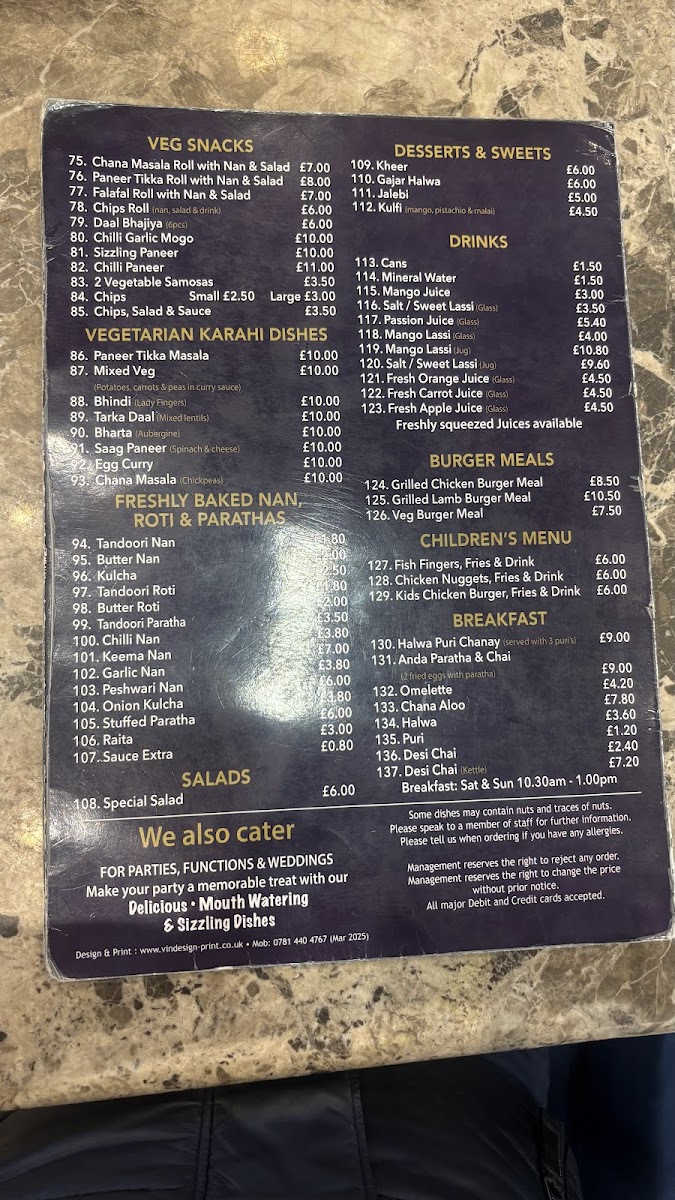 VEG SNACKS
75. Chana Masala Roll with Nan & Salad £7.00
76. Paneer Tikka Roll with Nan & Salad £8.00
77. Falafal Roll with Nan & Salad £7.00
78. Chips Roll (nan, salad & drink) £6.00
79. Daal Bhajiya (6pcs) £6.00
80. Chilli Garlic Mogo £10.00
81. Sizzling Paneer £10.00
82. Chilli Paneer £11.00
83. 2 Vegetable Samosas £3.50
84. Chips Small £2.50 Large £3.00
85. Chips, Salad & Sauce £3.50
VEGETARIAN KARAHI DISHES
86. Paneer Tikka Masala £10.00
87. Mixed Veg £10.00
(Potatoes, carrots & peas in curry sauce)
88. Bhindi (Lady Fingers) £10.00
89. Tarka Daal (Mixed lentils) £10.00
90. Bharta (Aubergine) £10.00
91. Saag Paneer (Spinach & cheese) £10.00
92. Egg Curry £10.00
93. Chana Masala (Chickpeas) £10.00
FRESHLY BAKED NAN,
ROTI & PARATHAS
94. Tandoori Nan £1.80
95. Butter Nan £2.00
96. Kulcha £2.50
97. Tandoori Roti £1.80
98. Butter Roti £2.00
99. Tandoori Paratha £3.50
100. Chilli Nan £3.80
101. Keema Nan £7.00
102. Garlic Nan £3.80
103. Peshwari Nan £6.00
104. Onion Kulcha £3.80
105. Stuffed Paratha £6.00
106. Raita £3.00
107. Sauce Extra £0.80
SALADS
108. Special Salad £6.00
We also cater
FOR PARTIES, FUNCTIONS & WEDDINGS
Make your party a memorable treat with our
Delicious • Mouth Watering
& Sizzling Dishes
Design & Print : www.vindesign-print.co.uk • Mob: 0781 440 4767 (Mar 2025)
DESSERTS & SWEETS
109. Kheer £6.00
110. Gajar Halwa £6.00
111. Jalebi £5.00
112. Kulfi (mango, pistachio & malai) £4.50
DRINKS
113. Cans £1.50
114. Mineral Water £1.50
115. Mango Juice £3.00
116. Salt / Sweet Lassi (Glass) £3.50
117. Passion Juice (Glass) £5.40
118. Mango Lassi (Glass) £4.00
119. Mango Lassi (Jug) £10.80
120. Salt / Sweet Lassi (Jug) £9.60
121. Fresh Orange Juice (Glass) £4.50
122. Fresh Carrot Juice (Glass) £4.50
123. Fresh Apple Juice (Glass) £4.50
Freshly squeezed Juices available
BURGER MEALS
124. Grilled Chicken Burger Meal £8.50
125. Grilled Lamb Burger Meal £10.50
126. Veg Burger Meal £7.50
CHILDREN'S MENU
127. Fish Fingers, Fries & Drink £6.00
128. Chicken Nuggets, Fries & Drink £6.00
129. Kids Chicken Burger, Fries & Drink £6.00
BREAKFAST
130. Halwa Puri Chanay (served with 3 puri's) £9.00
131. Anda Paratha & Chai
(2 fried eggs with paratha) £9.00
132. Omelette £4.20
133. Chana Aloo £7.80
134. Halwa £3.60
135. Puri £1.20
136. Desi Chai £2.40
137. Desi Chai (Kettle) £7.20
Breakfast: Sat & Sun 10.30am - 1.00pm
Some dishes may contain nuts and traces of nuts.
Please speak to a member of staff for further information.
Please tell us when ordering if you have any allergies.
Management reserves the right to reject any order.
Management reserves the right to change the price
without prior notice.
All major Debit and Credit cards accepted.